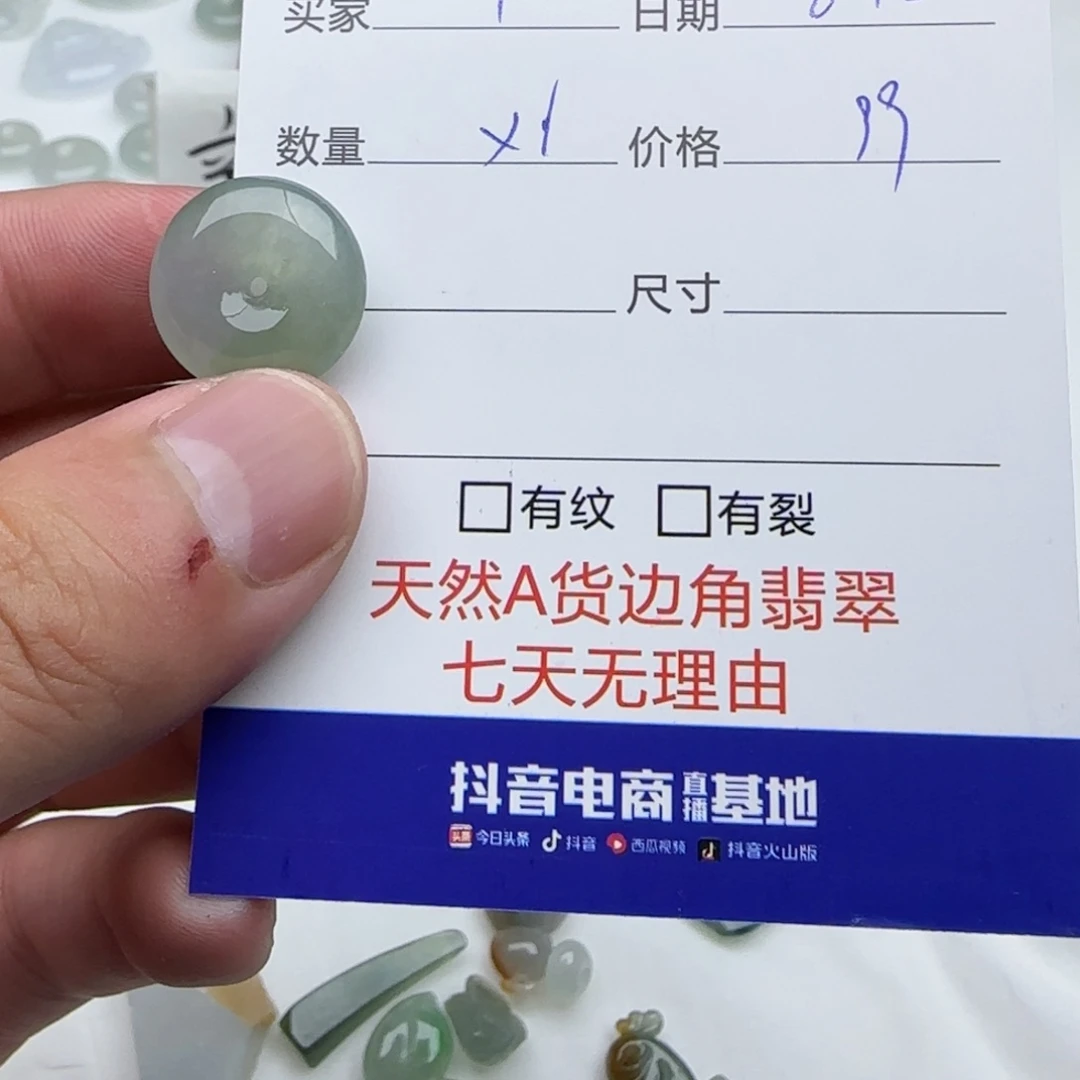 买家 日期
数量 x1 价格
尺寸
□有纹 □有裂
天然A货边角翡翠
七天无理由
抖音电商直播基地
今日头条 抖音 西瓜视频 抖音火山版